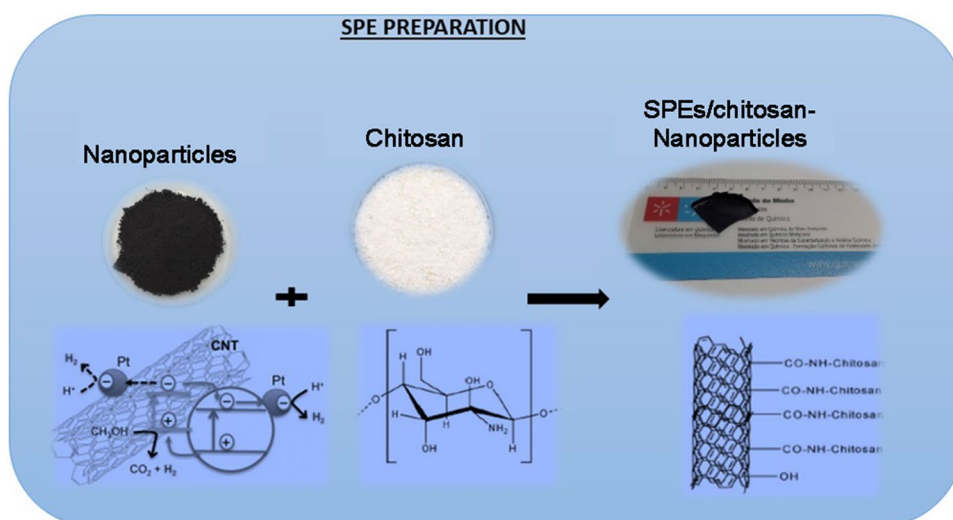 SPE PREPARATION
Nanoparticles
Chitosan
SPEs/chitosan-
Nanoparticles
CNT
H₂
Pt
H⁺
CH₃OH
CO₂ + H₂
Pt
H⁺
H₂
H
OH
OH
O
O
O
H
H
NH₂
OH
H
CO-NH-Chitosan
CO-NH-Chitosan
CO-NH-Chitosan
CO-NH-Chitosan
OH